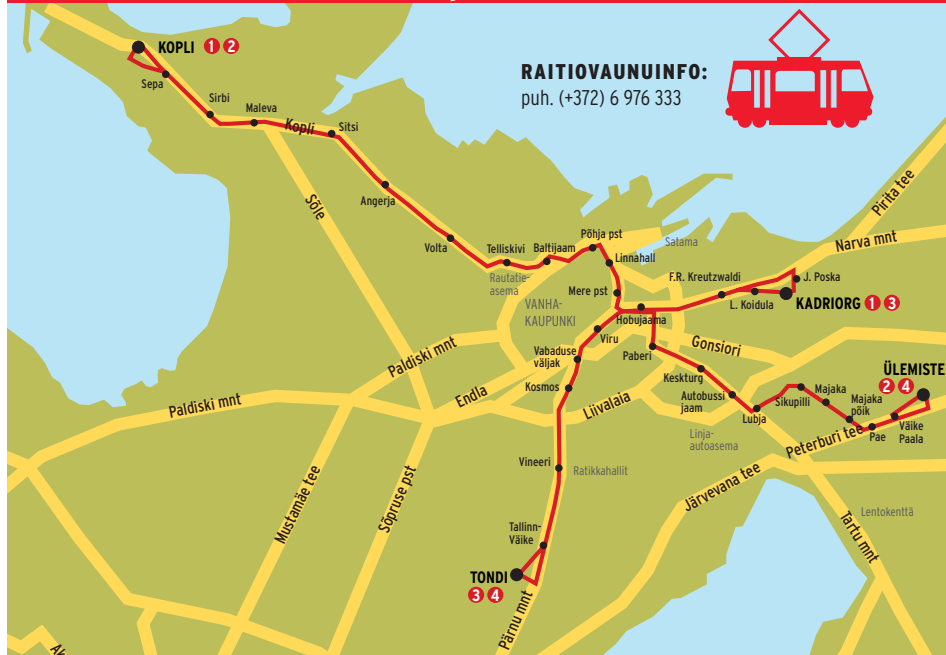 KOPLI 1 2
Sepa
Sirbi
Maleva
Kopli
Sitsi
Angerja
Volta
Telliskivi
Baltijaam
Põhja pst
Linnahall
Satama
Rautatie-
asema
VANHA-
KAUPUNKI
Mere pst
RAITIOVAUNUINFO:
puh. (+372) 6 976 333
Sõle
Pirita tee
Narva mnt
F.R. Kreutzwaldi
J. Poska
L. Koidula
KADRIORG 1 3
Hobujaama
Viru
Paberi
Gonsiori
Vabaduse
väljak
Kosmos
Keskturg
Autobussi
jaam
Lubja
Sikupilli
Majaka
Majaka
põik
Pae
Väike
Paala
ÜLEMISTE
2 4
Paldiski mnt
Paldiski mnt
Endla
Liivalaia
Linja-
autoasema
Peterburi tee
Järvevana tee
Vineeri
Ratikkahallit
Mustamäe tee
Sõpruse pst
Lentokenttä
Tartu mnt
Tallinn-
Väike
TONDI
3 4
Pärnu mnt